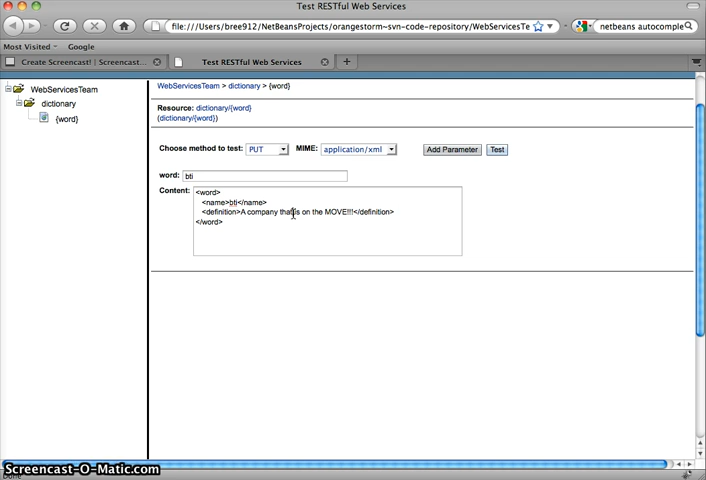 Test RESTful Web Services
file:///Users/bree912/NetBeansProjects/orangestorm~svn-code-repository/WebServicesTe
netbeans autocomple
Most Visited
Google
Create Screencast! | Screencast...
Test RESTful Web Services
WebServicesTeam
dictionary
{word}
WebServicesTeam > dictionary > {word}
Resource: dictionary/{word}
(dictionary/{word})
Choose method to test: PUT MIME: application/xml Add Parameter Test
word: bti
Content: <word>
<name>bti</name>
<definition>A company that is on the MOVE!!!</definition>
</word>
Screencast-O-Matic.com
Done